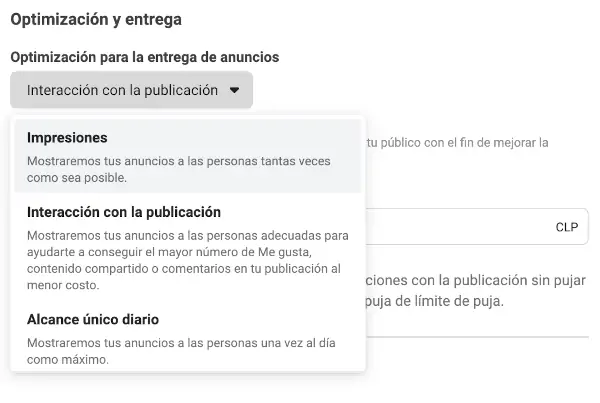 Optimización y entrega
Optimización para la entrega de anuncios
Interacción con la publicación
Impresiones
Mostraremos tus anuncios a las personas tantas veces
como sea posible.
tu público con el fin de mejorar la
Interacción con la publicación
Mostraremos tus anuncios a las personas adecuadas para
ayudarte a conseguir el mayor número de Me gusta,
contenido compartido o comentarios en tu publicación al
menor costo.
CLP
ciones con la publicación sin pujar
puja de límite de puja.
Alcance único diario
Mostraremos tus anuncios a las personas una vez al día
como máximo.